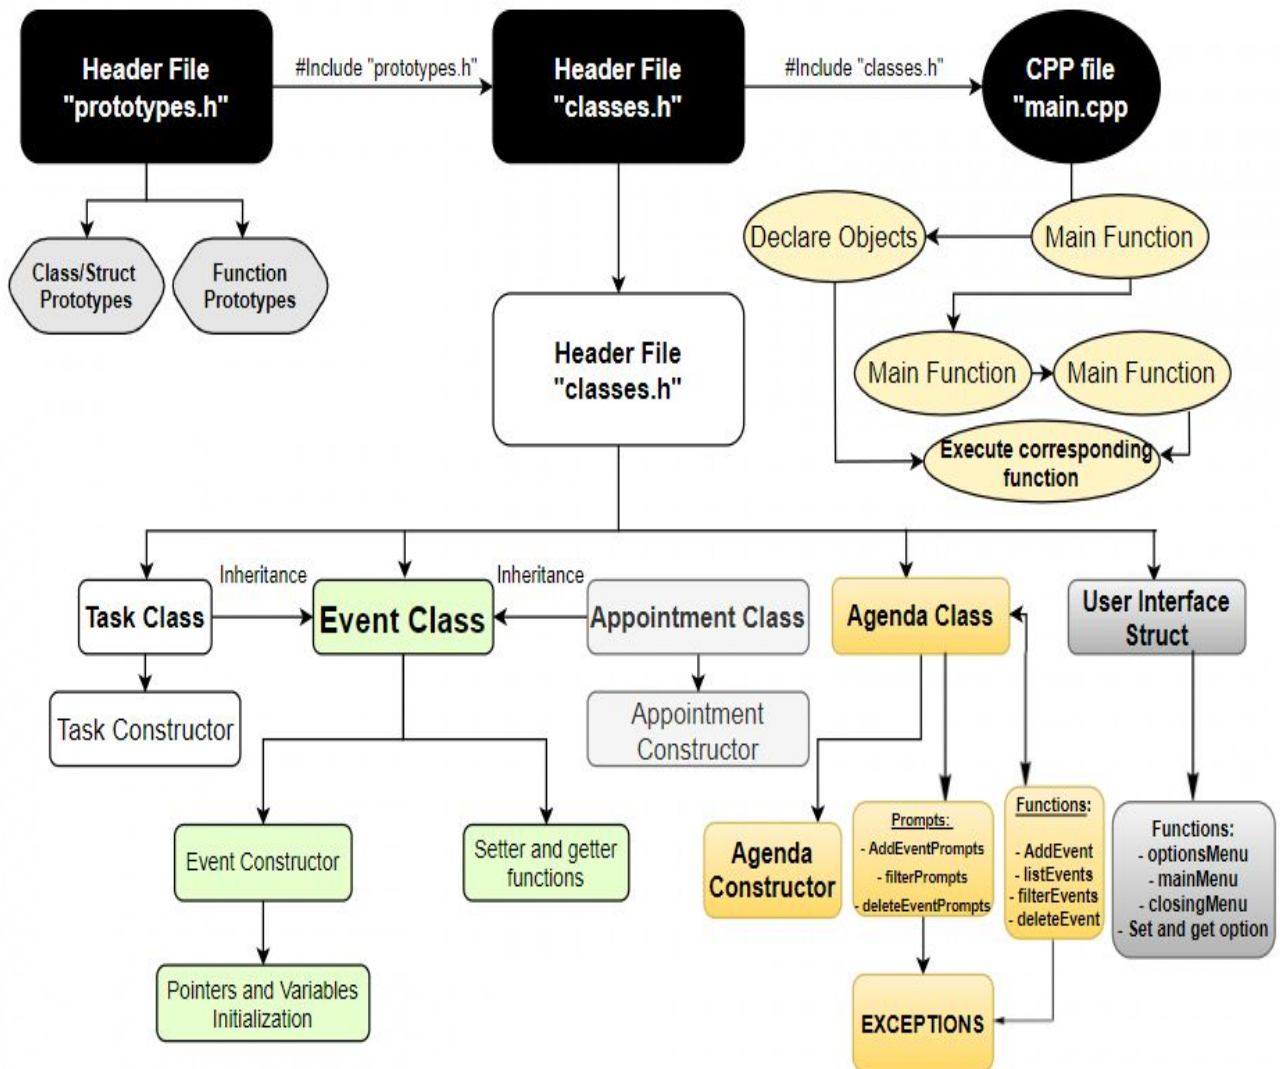 Header File
"prototypes.h"
#Include "prototypes.h"
Header File
"classes.h"
#Include "classes.h"
CPP file
"main.cpp
Class/Struct
Prototypes
Function
Prototypes
Declare Objects
Main Function
Header File
"classes.h"
Main Function
Main Function
Execute corresponding
function
Task Class
Inheritance
Event Class
Inheritance
Appointment Class
Agenda Class
User Interface
Struct
Task Constructor
Appointment
Constructor
Event Constructor
Setter and getter
functions
Agenda
Constructor
Prompts:
- AddEventPrompts
- filterPrompts
- deleteEventPrompts
Functions:
- AddEvent
- listEvents
- filterEvents
- deleteEvent
Functions:
- optionsMenu
- mainMenu
- closingMenu
- Set and get option
Pointers and Variables
Initialization
EXCEPTIONS